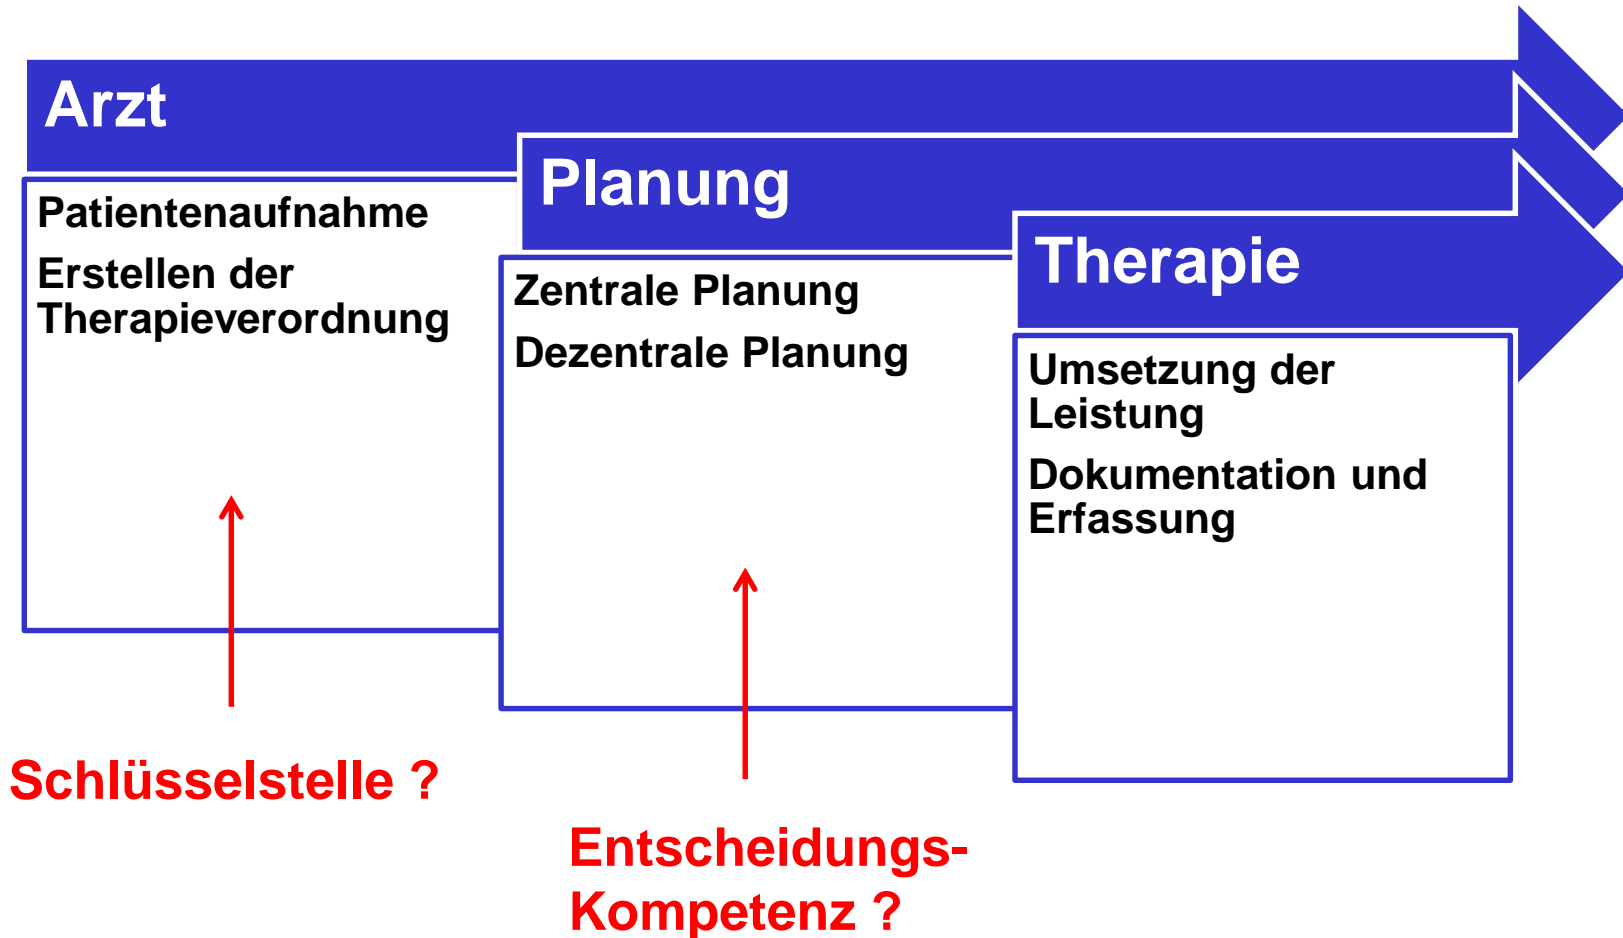 Arzt
Patientenaufnahme
Erstellen der
Therapieverordnung
Planung
Zentrale Planung
Dezentrale Planung
Therapie
Umsetzung der
Leistung
Dokumentation und
Erfassung
Schlüsselstelle ?
Entscheidungs-
Kompetenz ?